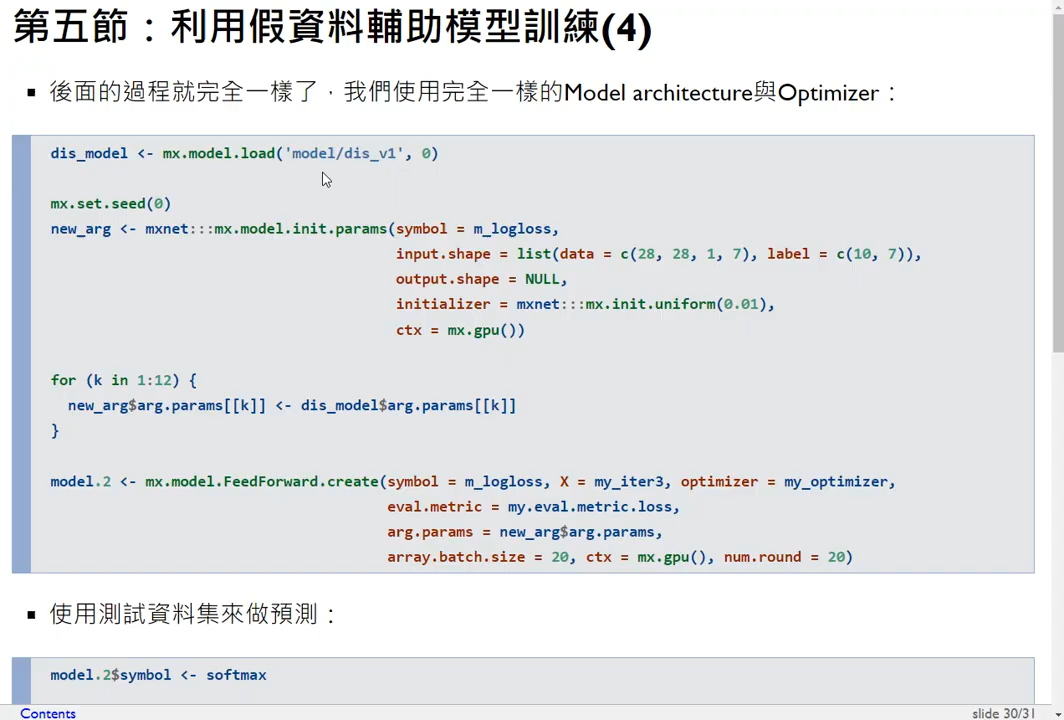 第五節：利用假資料輔助模型訓練(4)
後面的過程就完全一樣了，我們使用完全一樣的Model architecture與Optimizer：
dis_model <- mx.model.load('model/dis_v1', 0)
mx.set.seed(0)
new_arg <- mxnet:::mx.model.init.params(symbol = m_logloss,
input.shape = list(data = c(28, 28, 1, 7), label = c(10, 7)),
output.shape = NULL,
initializer = mxnet:::mx.init.uniform(0.01),
ctx = mx.gpu())
for (k in 1:12) {
new_arg$arg.params[[k]] <- dis_model$arg.params[[k]]
}
model.2 <- mx.model.FeedForward.create(symbol = m_logloss, X = my_iter3, optimizer = my_optimizer,
eval.metric = my.eval.metric.loss,
arg.params = new_arg$arg.params,
array.batch.size = 20, ctx = mx.gpu(), num.round = 20)
使用測試資料集來做預測：
model.2$symbol <- softmax
Contents
slide 30/31